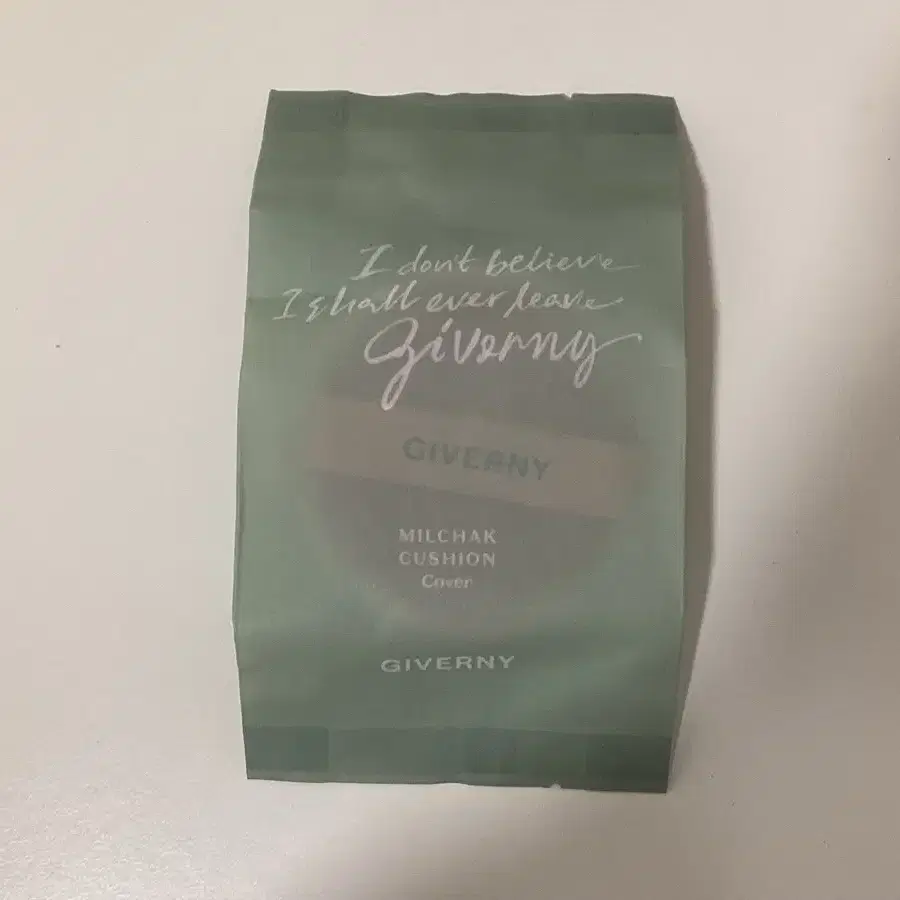 I don't believe
I shall ever leave
Giverny
GIVERNY
MILCHAK
CUSHION
Cover
GIVERNY